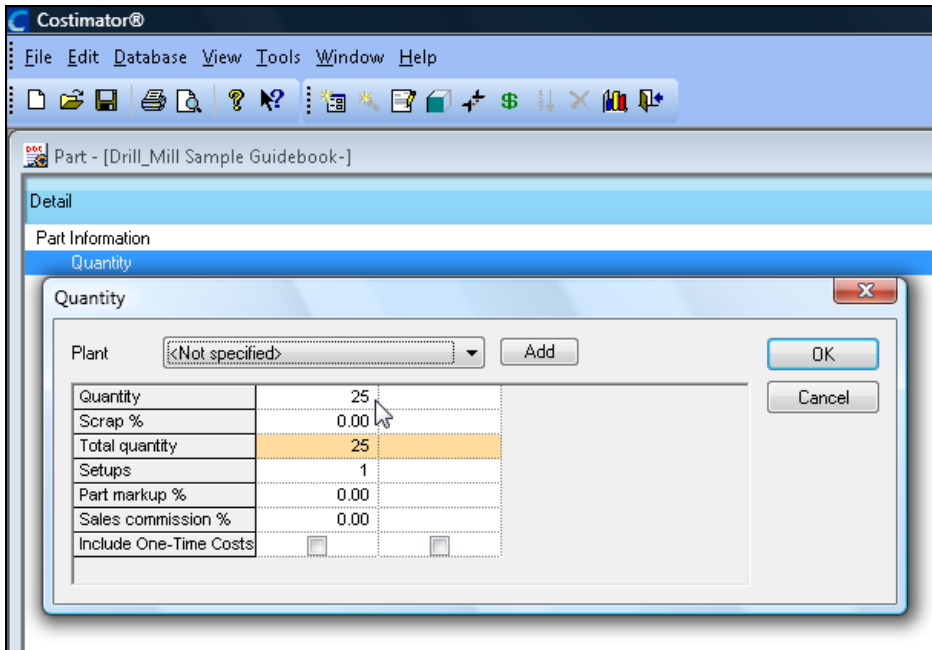 Costimator®
File Edit Database View Tools Window Help
Part - [Drill_Mill Sample Guidebook-]
Detail
Part Information
Quantity
Quantity
Plant <Not specified> Add OK
Cancel
Quantity 25
Scrap % 0.00
Total quantity 25
Setups 1
Part markup % 0.00
Sales commission % 0.00
Include One-Time Costs